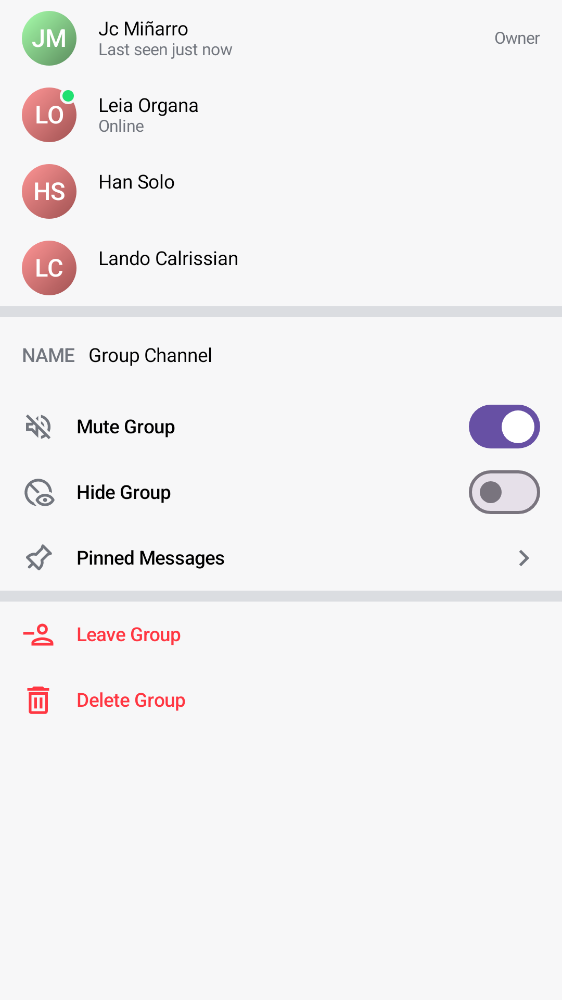 JM
Jc Miñarro
Last seen just now
Owner
LO
Leia Organa
Online
HS
Han Solo
LC
Lando Calrissian
NAME Group Channel
Mute Group
Hide Group
Pinned Messages
Leave Group
Delete Group